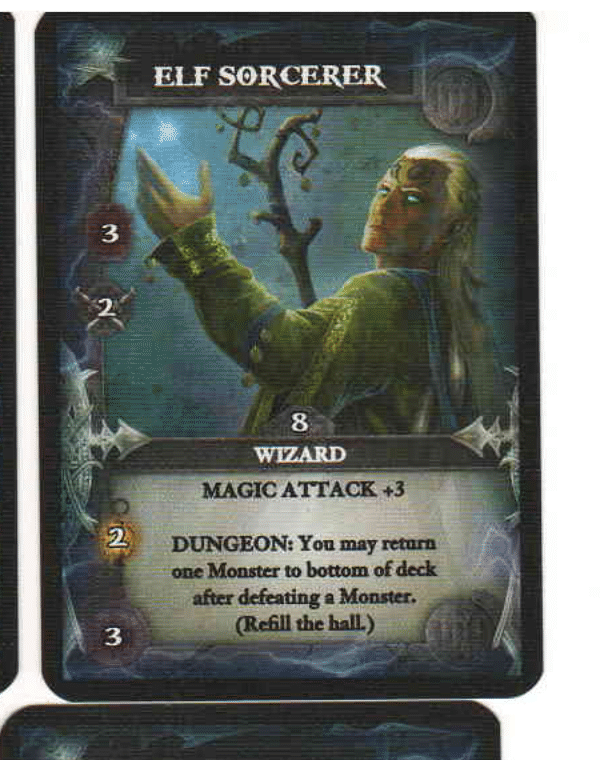 ELF SORCERER
3
2
8
WIZARD
MAGIC ATTACK +3
DUNGEON: You may return
one Monster to bottom of deck
after defeating a Monster.
(Refill the hall.)
2
3